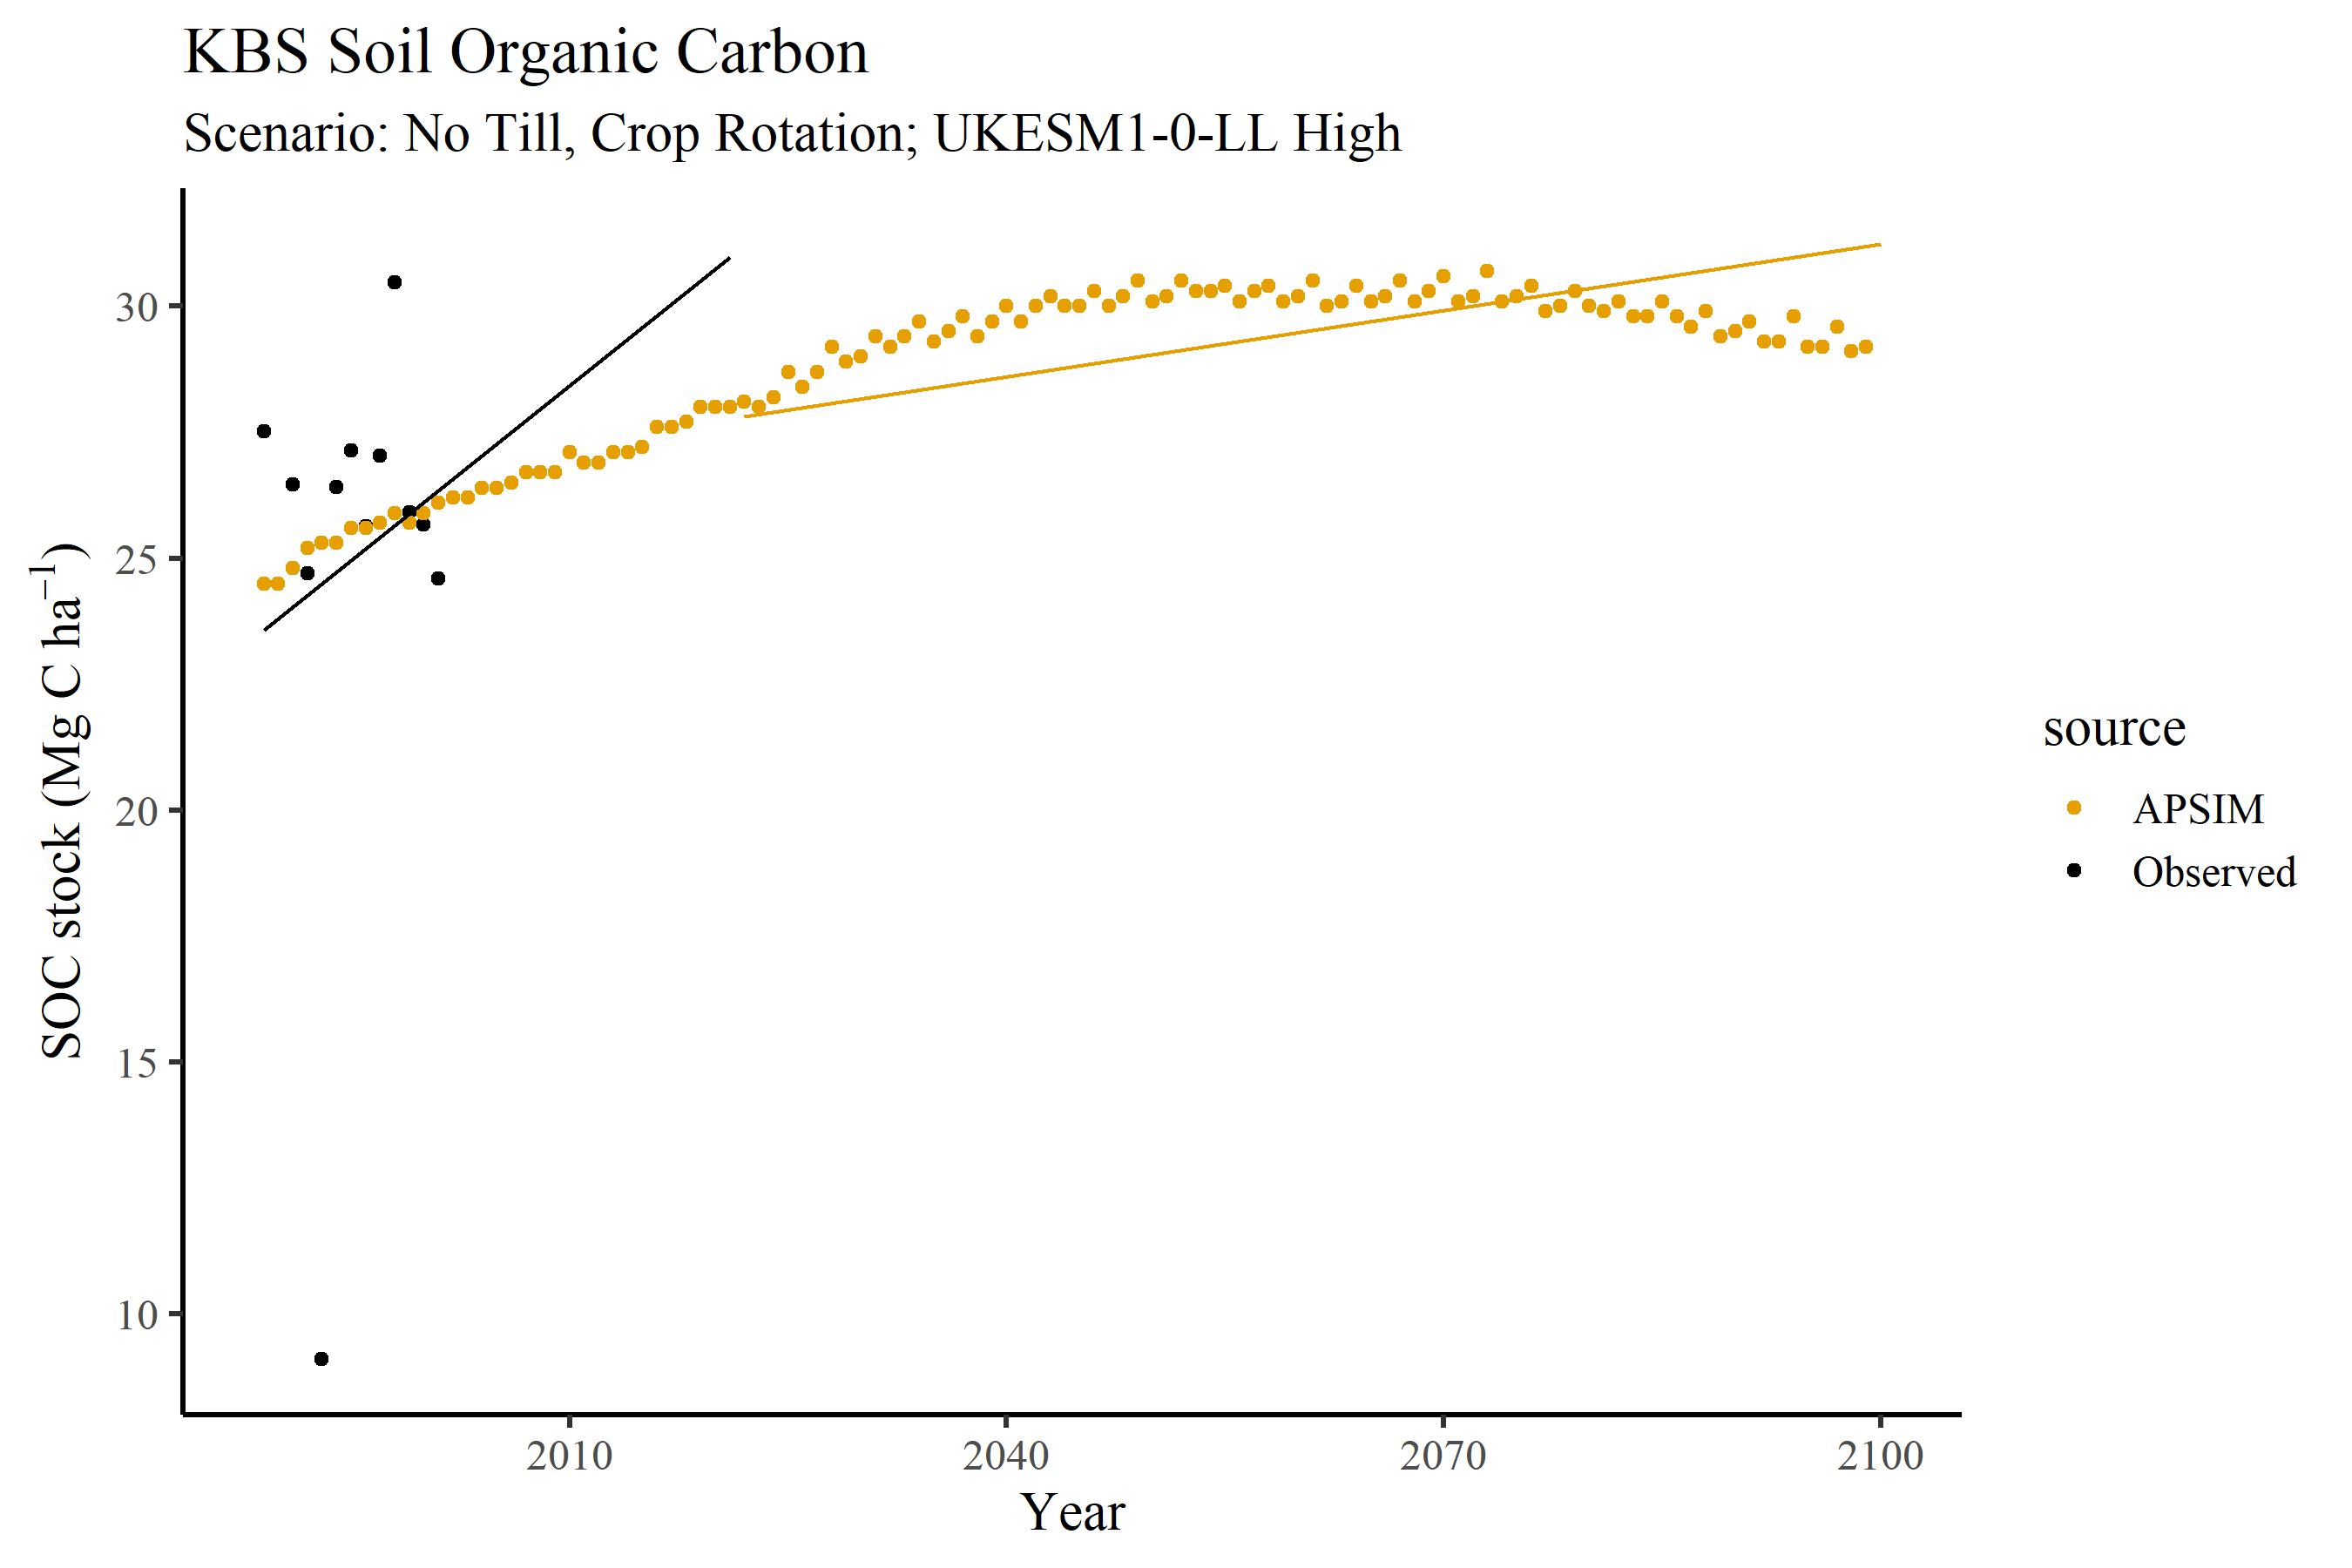 KBS Soil Organic Carbon
Scenario: No Till, Crop Rotation; UKESM1-0-LL High
SOC stock (Mg C ha⁻¹)
30
25
20
15
10
2010 2040 2070 2100
Year
source
APSIM
Observed